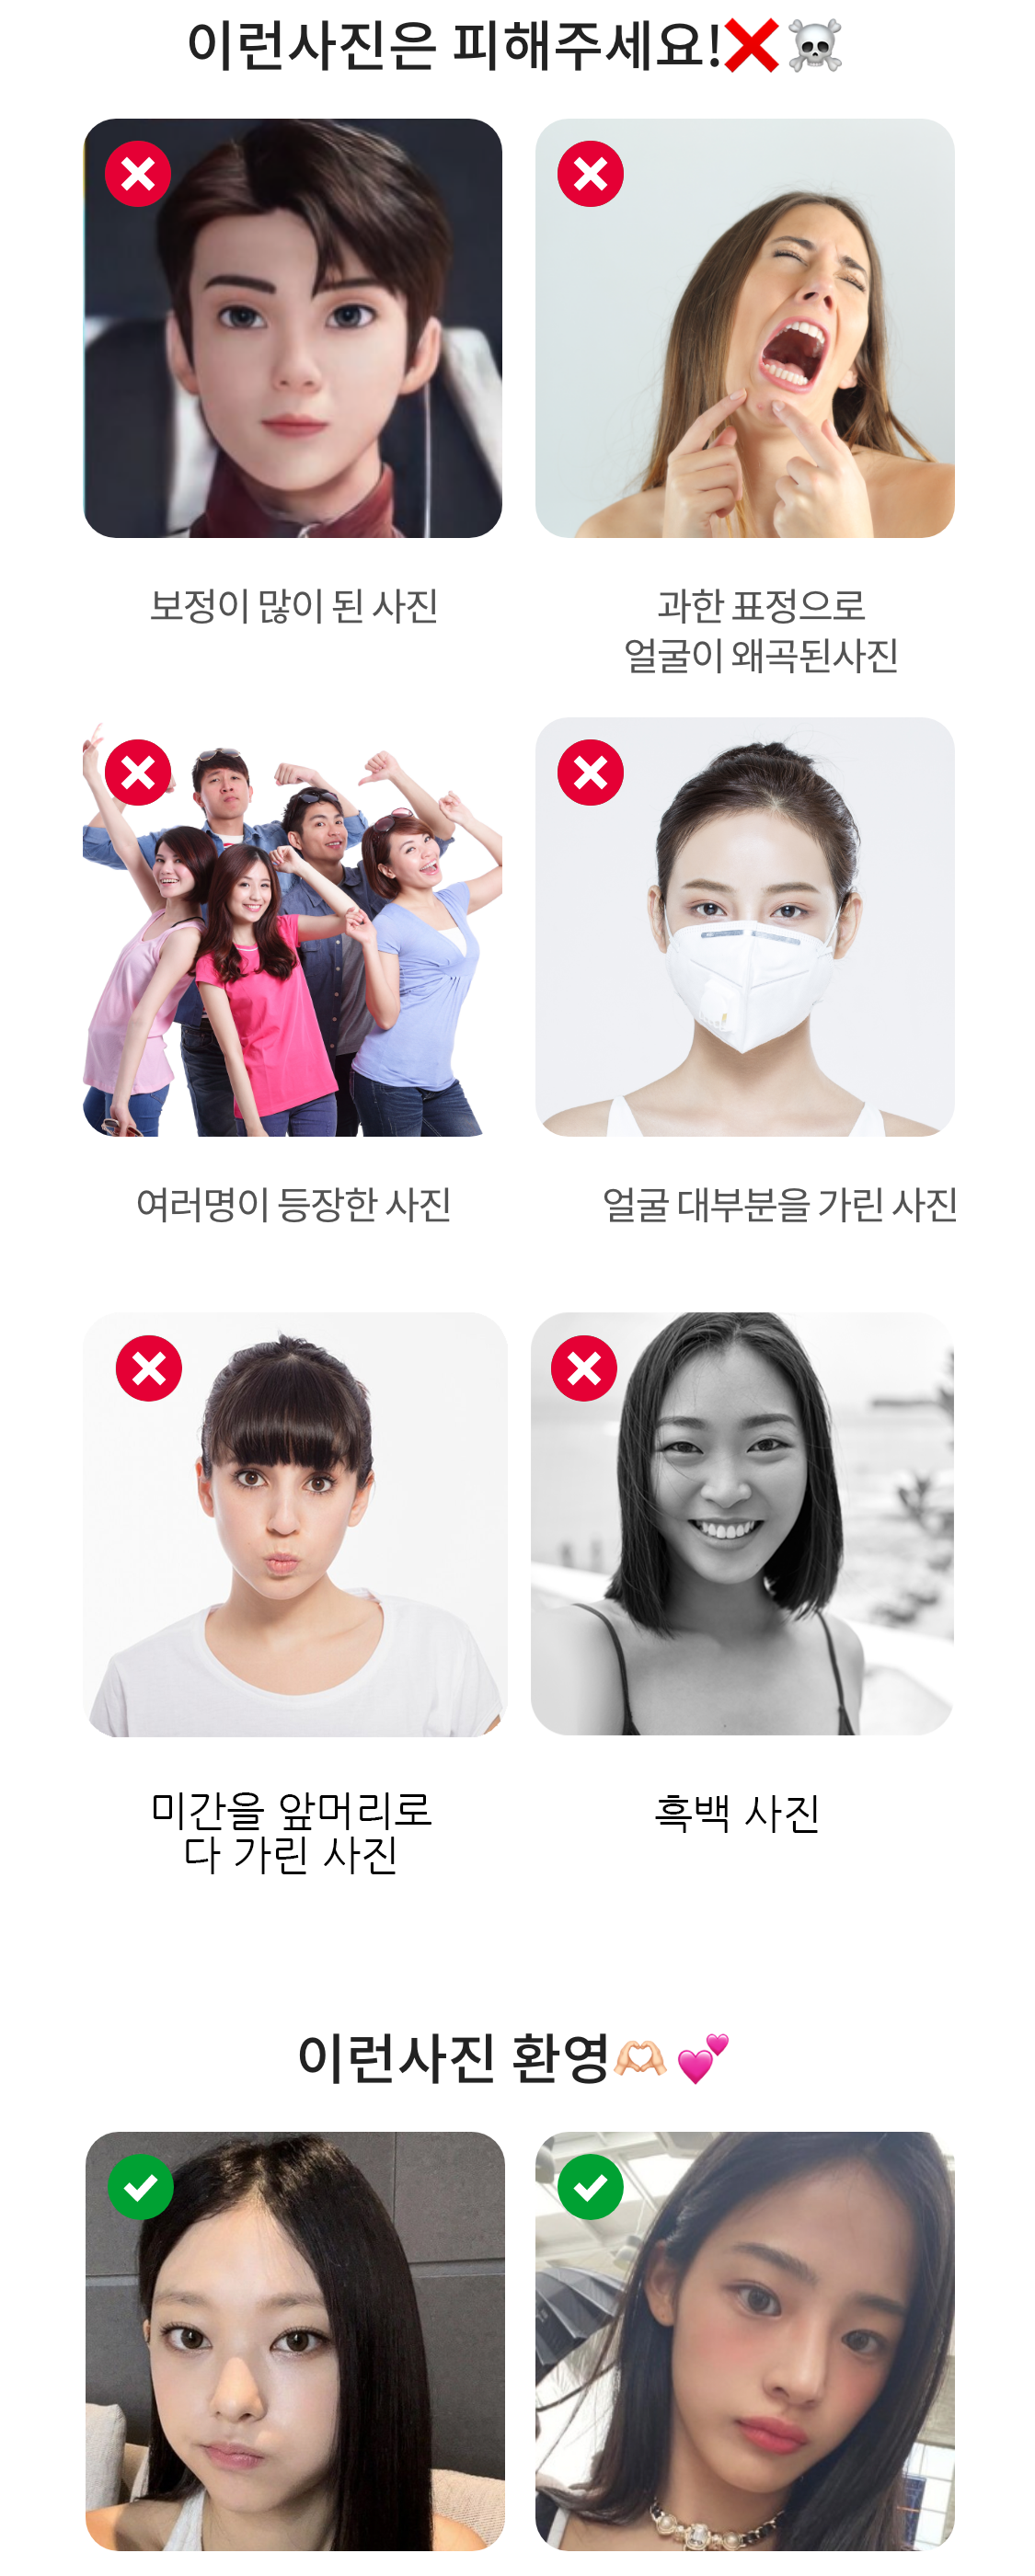 이런사진은 피해주세요!❌☠️
보정이 많이 된 사진
과한 표정으로
얼굴이 왜곡된사진
여러명이 등장한 사진
얼굴 대부분을 가린 사진
미간을 앞머리로
다 가린 사진
흑백 사진
이런사진 환영🫶🏻💕